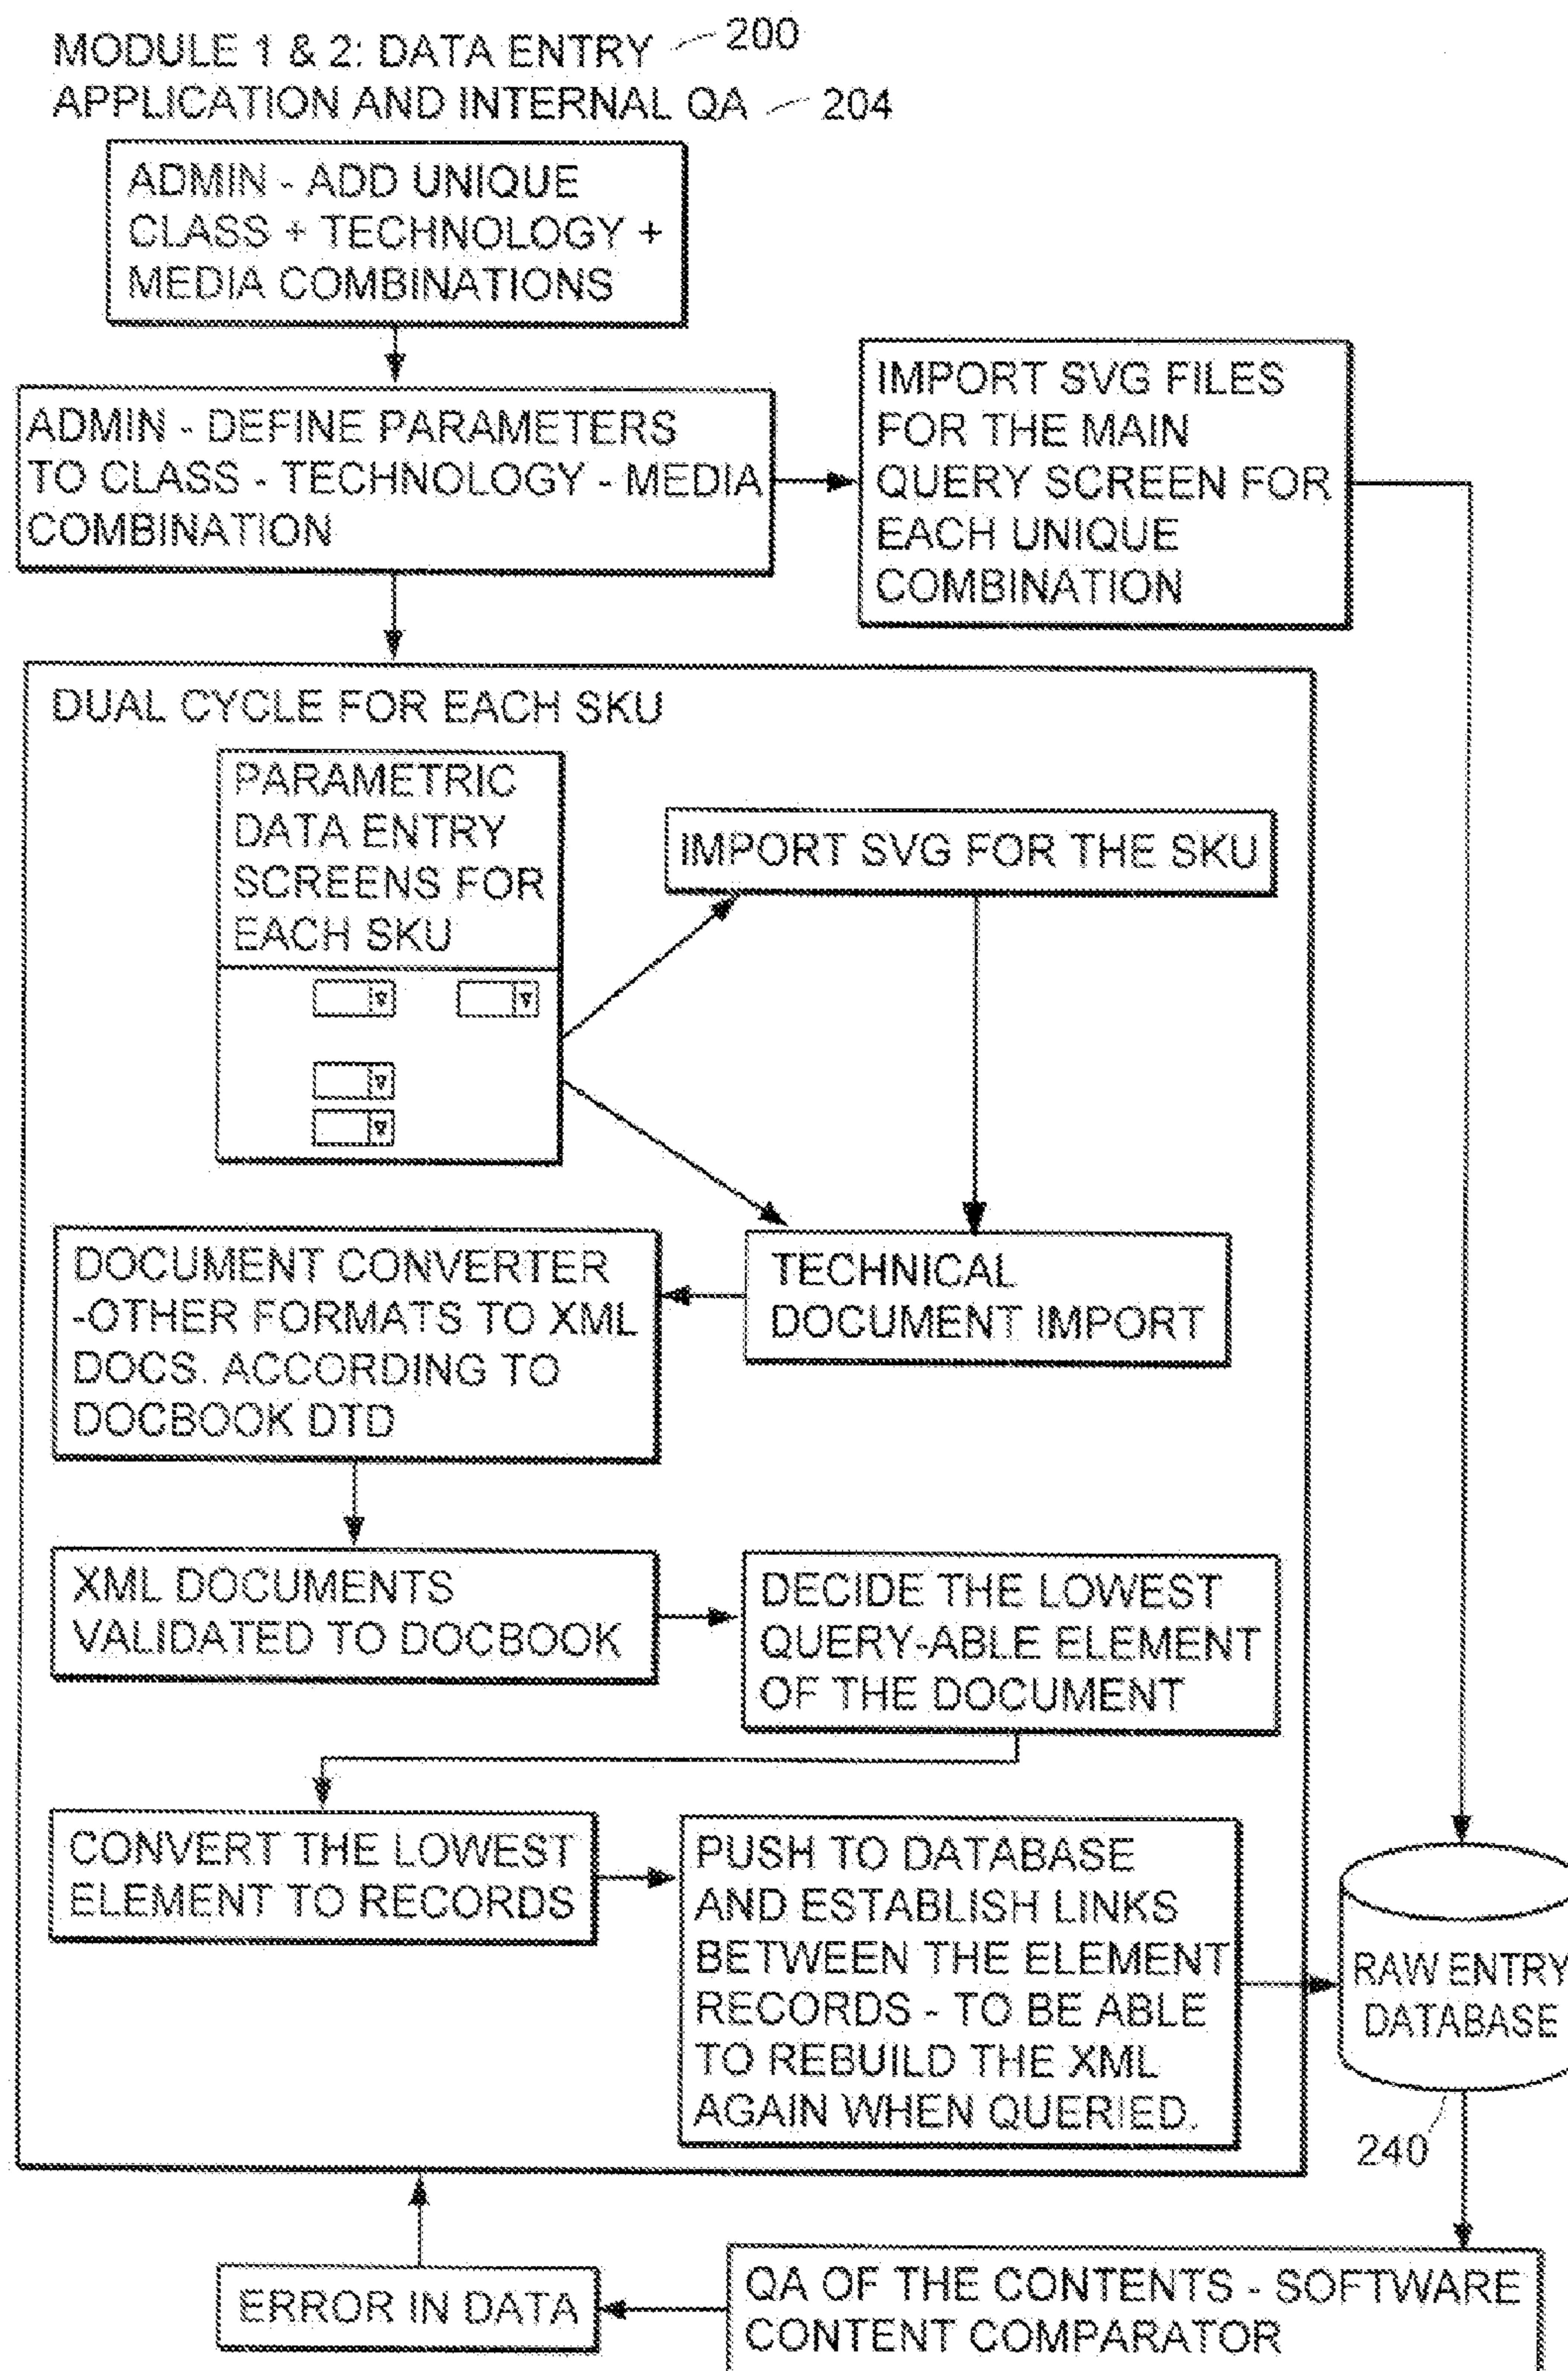 MODULE 1 & 2: DATA ENTRY 200
APPLICATION AND INTERNAL QA 204
ADMIN - ADD UNIQUE
CLASS + TECHNOLOGY +
MEDIA COMBINATIONS
ADMIN - DEFINE PARAMETERS
TO CLASS - TECHNOLOGY - MEDIA
COMBINATION
IMPORT SVG FILES
FOR THE MAIN
QUERY SCREEN FOR
EACH UNIQUE
COMBINATION
DUAL CYCLE FOR EACH SKU
PARAMETRIC
DATA ENTRY
SCREENS FOR
EACH SKU
IMPORT SVG FOR THE SKU
TECHNICAL
DOCUMENT IMPORT
DOCUMENT CONVERTER
-OTHER FORMATS TO XML
DOCS. ACCORDING TO
DOCBOOK DTD
XML DOCUMENTS
VALIDATED TO DOCBOOK
DECIDE THE LOWEST
QUERY-ABLE ELEMENT
OF THE DOCUMENT
CONVERT THE LOWEST
ELEMENT TO RECORDS
PUSH TO DATABASE
AND ESTABLISH LINKS
BETWEEN THE ELEMENT
RECORDS - TO BE ABLE
TO REBUILD THE XML
AGAIN WHEN QUERIED.
RAW ENTRY
DATABASE
240
QA OF THE CONTENTS - SOFTWARE
CONTENT COMPARATOR
ERROR IN DATA